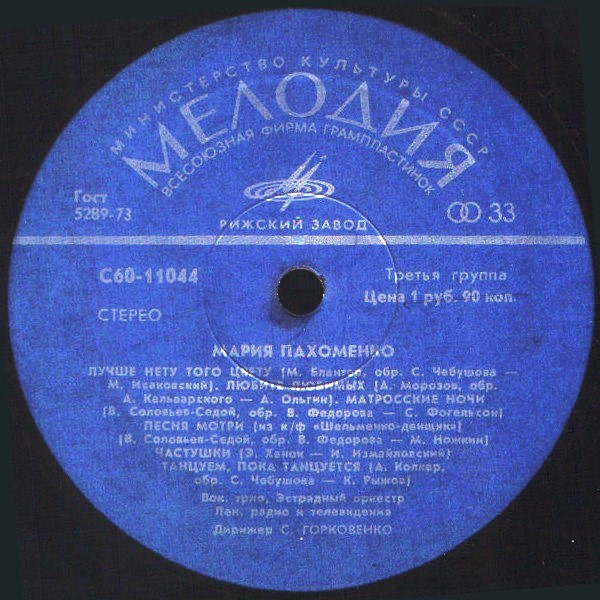 МИНИСТЕРСТВО КУЛЬТУРЫ СССР
МЕЛОДИЯ
ВСЕСОЮЗНАЯ ФИРМА ГРАМПЛАСТИНОК
Гост
5289-73
33
РИЖСКИЙ ЗАВОД
С60-11044
Третья группа
Цена 1 руб. 90 коп.
СТЕРЕО
МАРИЯ ПАХОМЕНКО
ЛУЧШЕ НЕТУ ТОГО ЦВЕТУ (М. Блантер, обр. С. Чебушова —
М. Исаковский). ЛЮБИТЕ ЛЮБИМЫХ (А. Морозов, обр.
А. Кальварского — А. Ольгин). МАТРОССКИЕ НОЧИ
(В. Соловьев-Седой, обр. В. Федорова — С. Фогельсон)
ПЕСНЯ МОТРИ (из к/ф «Шельменко-денщик»)
(В. Соловьев-Седой, обр. В. Федорова — М. Ножкин)
ЧАСТУШКИ (Э. Ханок — И. Измайловский)
ТАНЦУЕМ, ПОКА ТАНЦУЕТСЯ (А. Колкер,
обр. С. Чебушова — К. Рыжов)
Вок. трио, Эстрадный оркестр
Лен. радио и телевидения
Дирижер С. ГОРКОВЕНКО